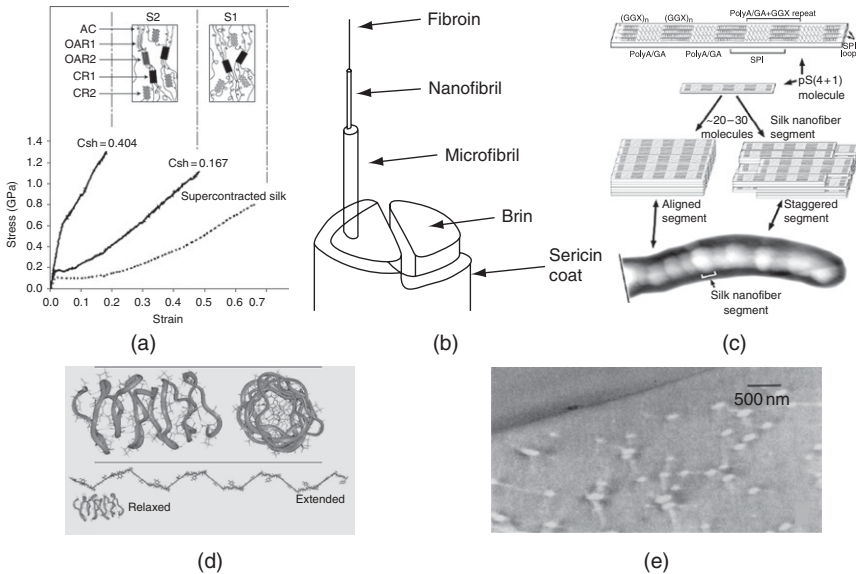 S2
S1
AC
OAR1
OAR2
CR1
CR2
Csh=0.404
Csh=0.167
Supercontracted silk
Stress (GPa)
1.4
1.2
1.0
0.8
0.6
0.4
0.2
0.0
0 0.1 0.2 0.3 0.4 0.5 0.6 0.7
Strain
(a)
Fibroin
Nanofibril
Microfibril
Brin
Sericin
coat
(b)
(GGX)n
(GGX)n
PolyA/GA+GGX repeat
PolyA/GA
PolyA/GA
SPI
SPI
loop
pS(4+1)
molecule
~20−30
molecules
Silk nanofiber
segment
Aligned
segment
Staggered
segment
Silk nanofiber
segment
(c)
Extended
Relaxed
(d)
500 nm
(e)